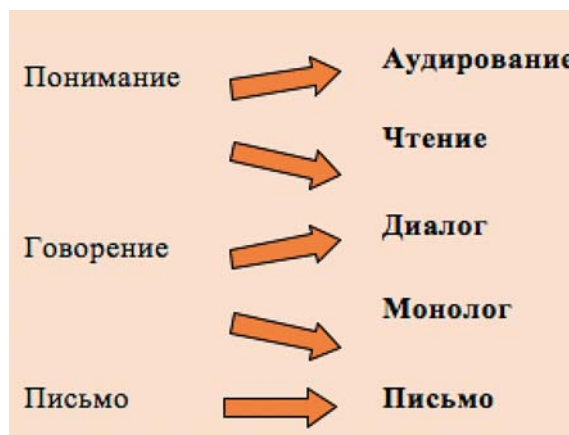 Понимание
Аудирование
Чтение
Говорение
Диалог
Монолог
Письмо
Письмо